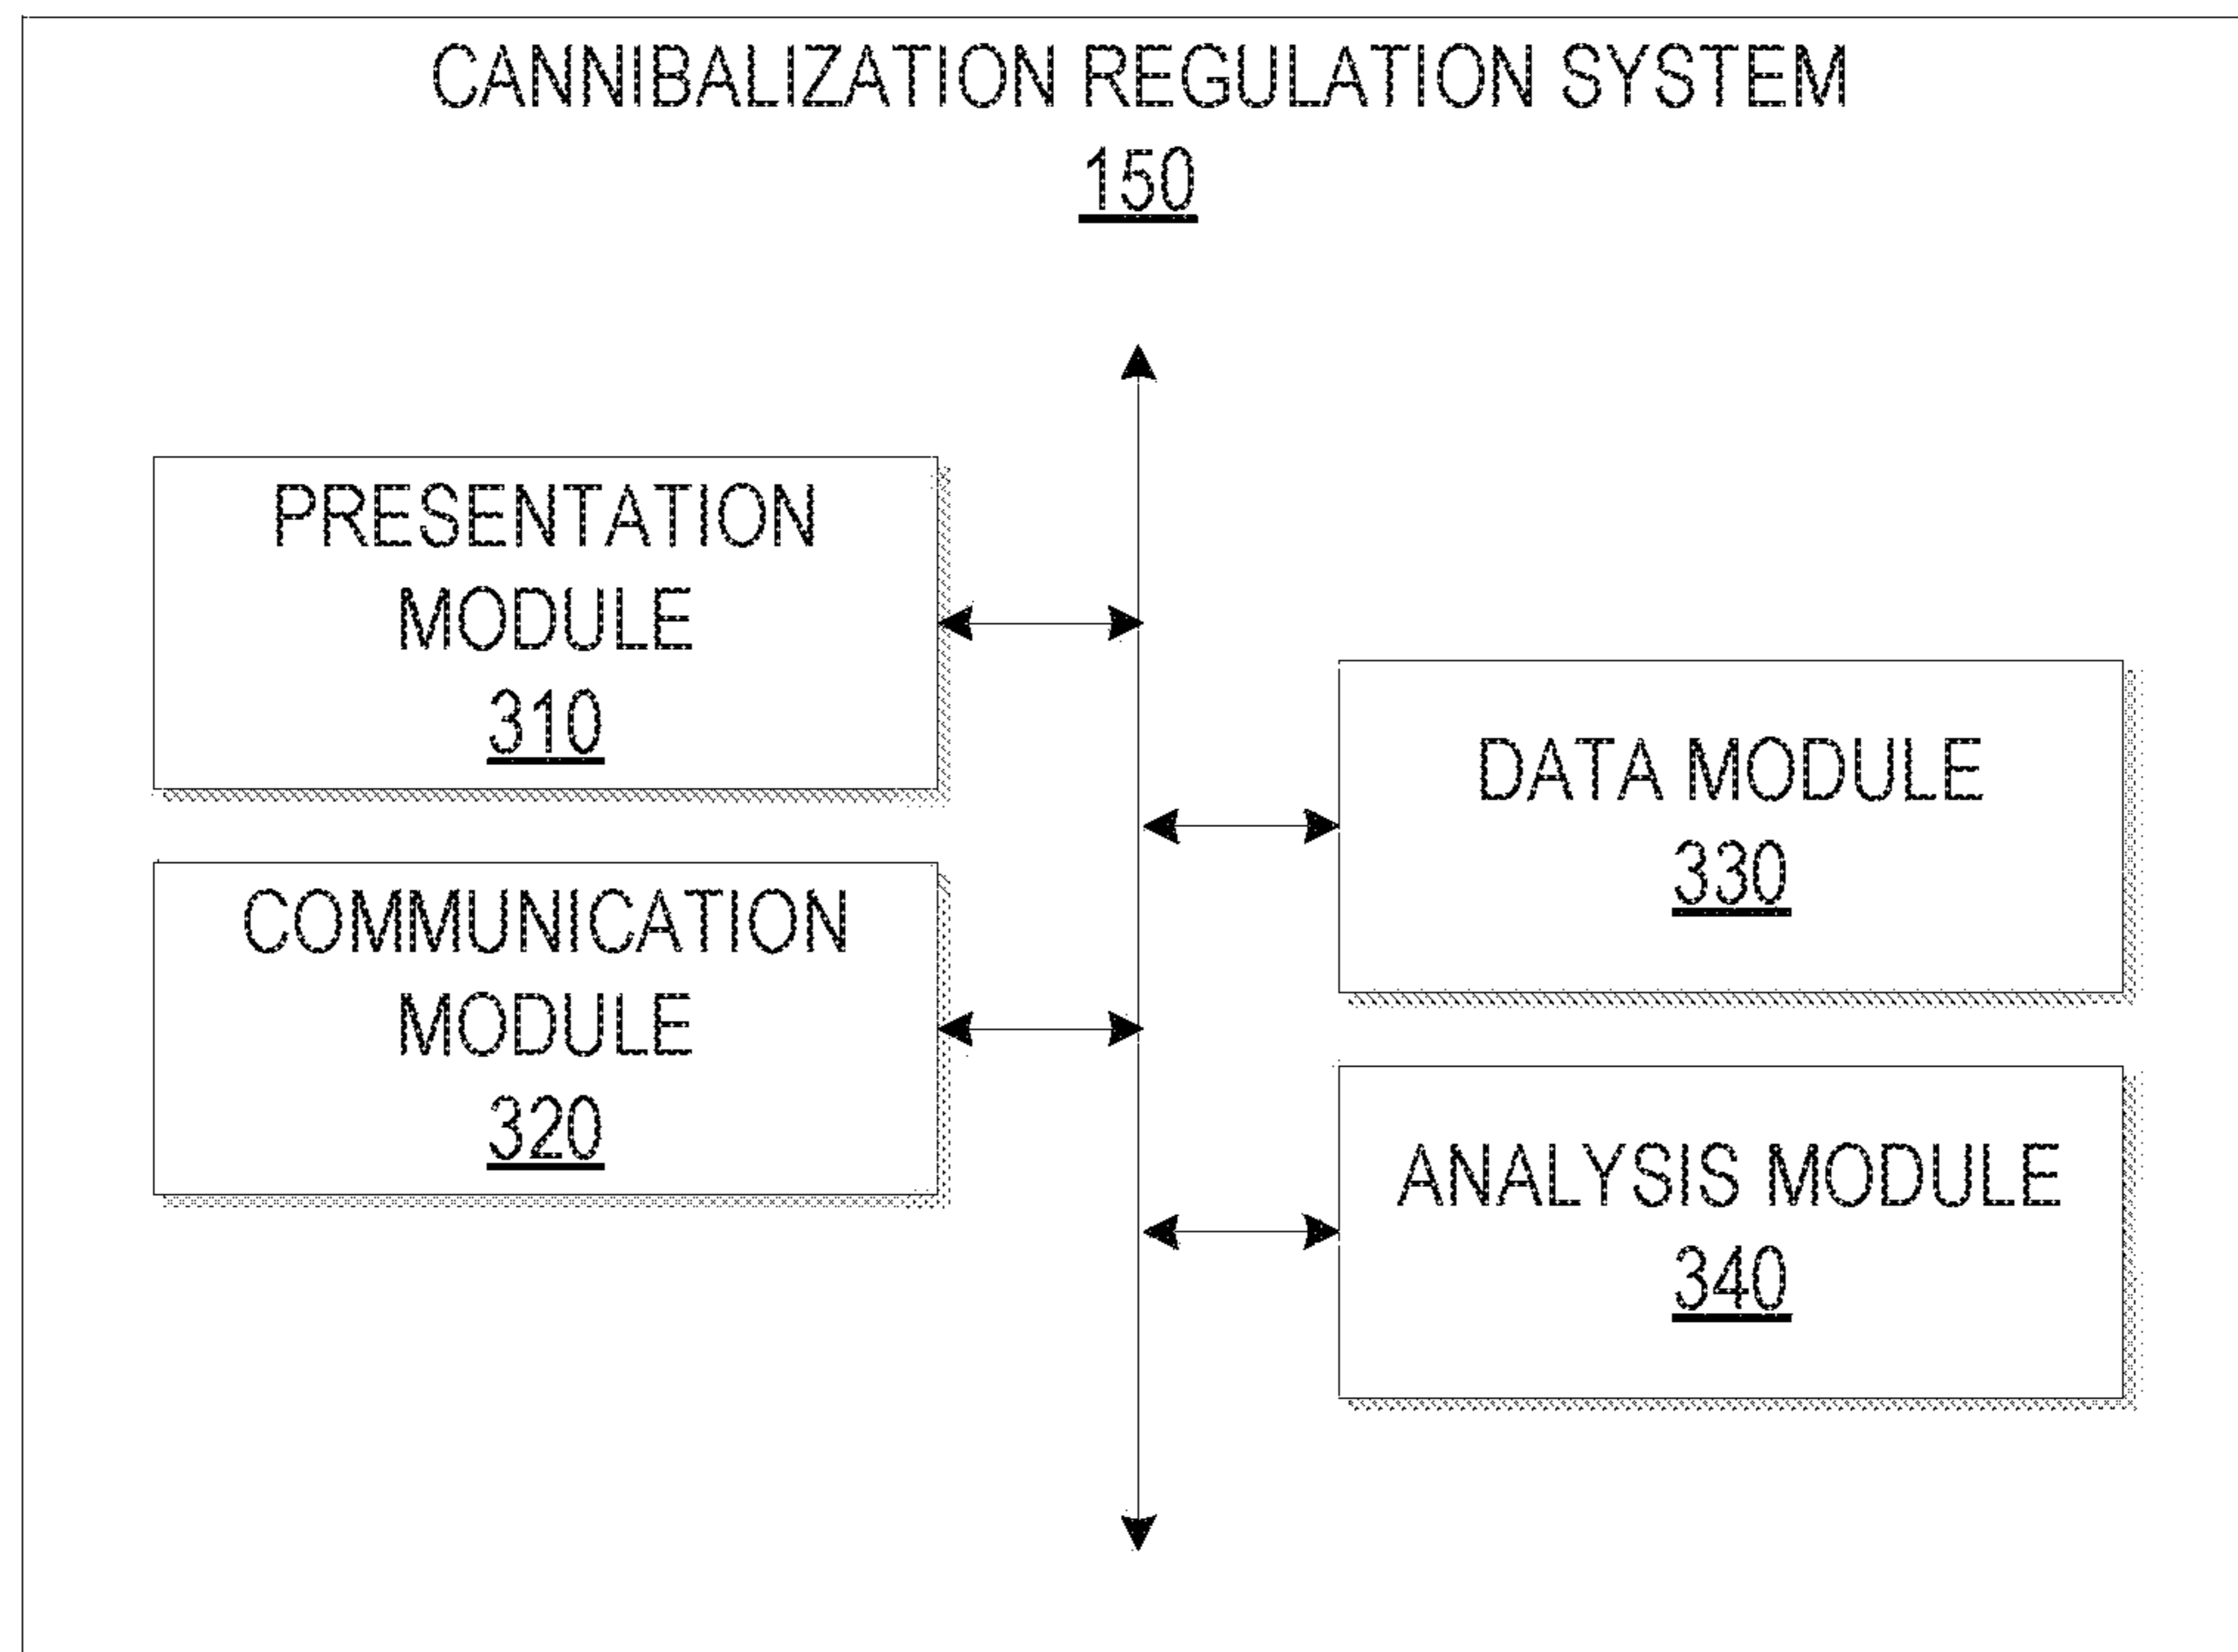 CANNIBALIZATION REGULATION SYSTEM
150
PRESENTATION
MODULE
310
COMMUNICATION
MODULE
320
DATA MODULE
330
ANALYSIS MODULE
340